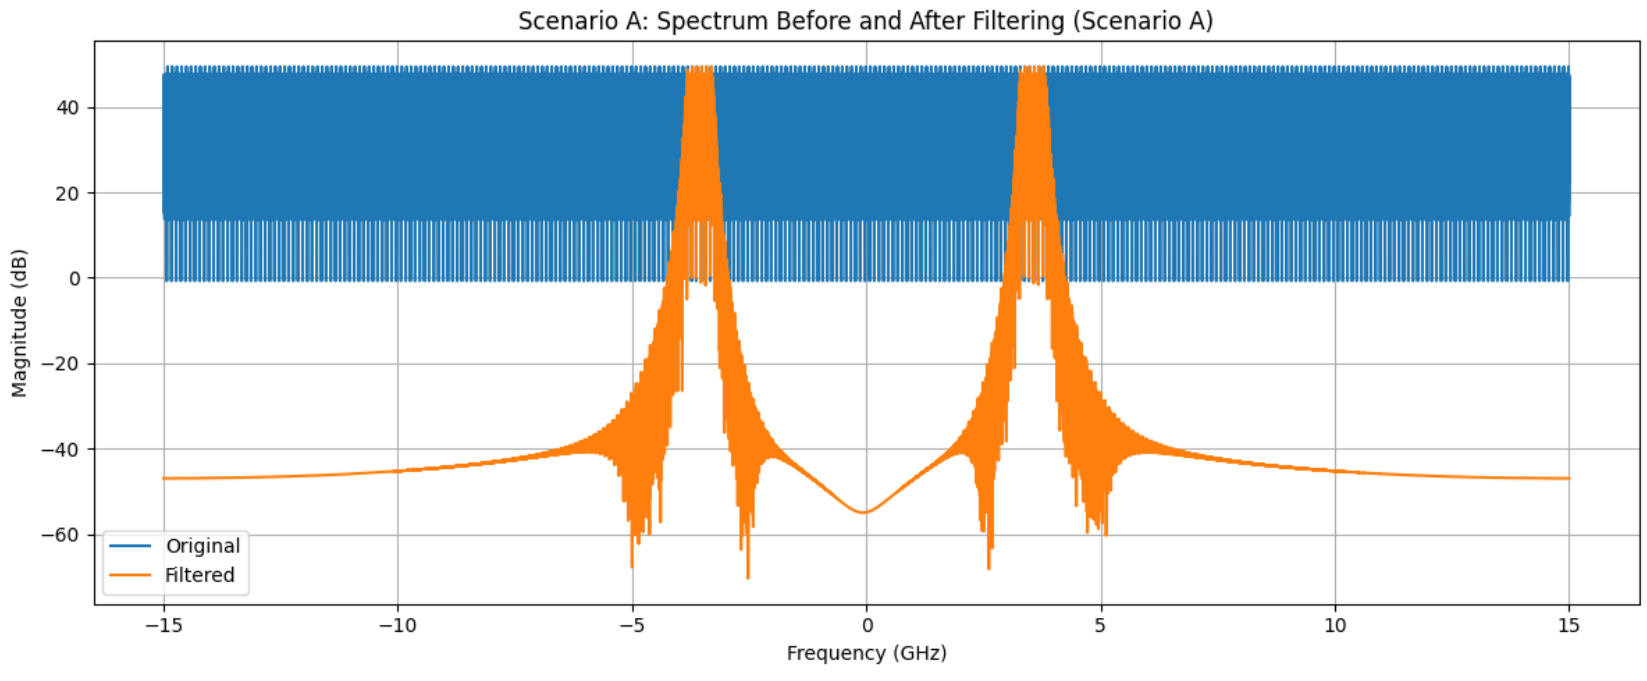 Scenario A: Spectrum Before and After Filtering (Scenario A)
Magnitude (dB)
40
20
0
−20
−40
−60
Original
Filtered
−15
−10
−5
0
5
10
15
Frequency (GHz)